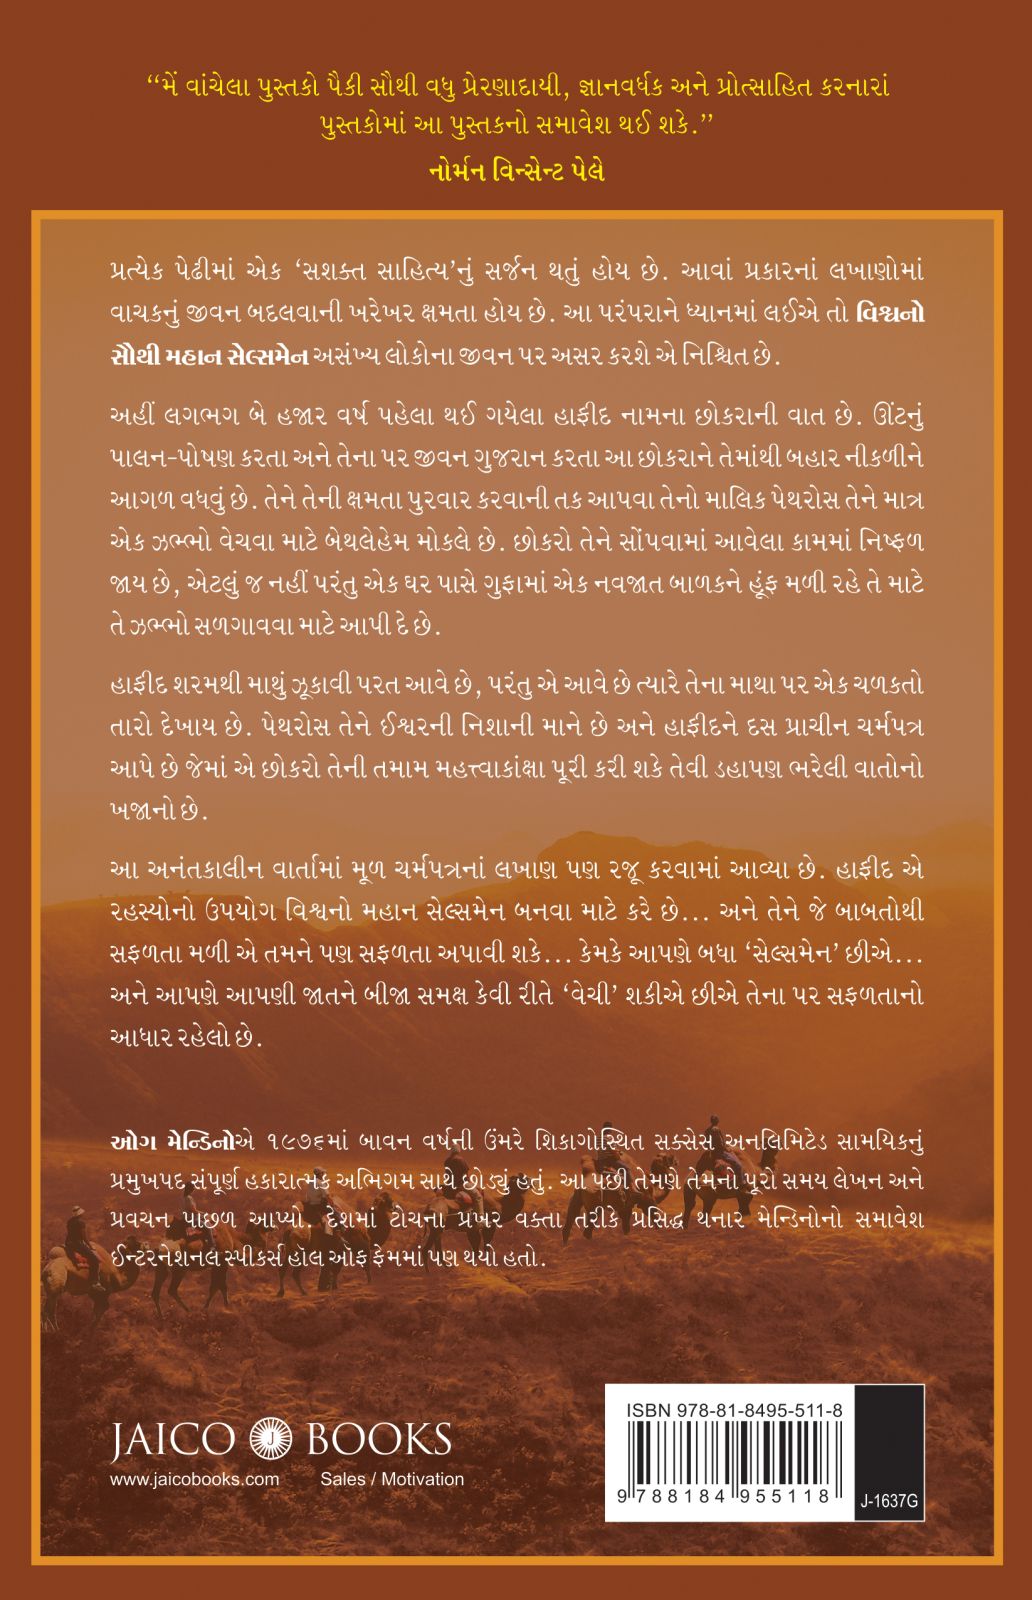 “મેં વાંચેલા પુસ્તકો પૈકી સૌથી વધુ પ્રેરણાદાયી, જ્ઞાનવર્ધક અને પ્રોત્સાહિત કરનારાં
પુસ્તકોમાં આ પુસ્તકનો સમાવેશ થઈ શકે.”
નોર્મન વિન્સેન્ટ પેલે
પ્રત્યેક પેઢીમાં એક ‘સશક્ત સાહિત્ય’નું સર્જન થતું હોય છે. આવાં પ્રકારનાં લખાણોમાં
વાચકનું જીવન બદલવાની ખરેખર ક્ષમતા હોય છે. આ પરંપરાને ધ્યાનમાં લઈએ તો વિશ્વનો
સૌથી મહાન સેલ્સમેન અસંખ્ય લોકોના જીવન પર અસર કરશે એ નિશ્ચિત છે.
અહીં લગભગ બે હજાર વર્ષ પહેલા થઈ ગયેલા હાફીદ નામના છોકરાની વાત છે. ઊંટનું
પાલન-પોષણ કરતા અને તેના પર જીવન ગુજરાન કરતા આ છોકરાને તેમાંથી બહાર નીકળીને
આગળ વધવું છે. તેને તેની ક્ષમતા પુરવાર કરવાની તક આપવા તેનો માલિક પેથરોસ તેને માત્ર
એક ઝભ્ભો વેચવા માટે બેથલેહેમ મોકલે છે. છોકરો તેને સોંપવામાં આવેલા કામમાં નિષ્ફળ
જાય છે, એટલું જ નહીં પરંતુ એક ઘર પાસે ગુફામાં એક નવજાત બાળકને હૂંફ મળી રહે તે માટે
તે ઝભ્ભો સળગાવવા માટે આપી દે છે.
હાફીદ શરમથી માથું ઝૂકાવી પરત આવે છે, પરંતુ એ આવે છે ત્યારે તેના માથા પર એક ચળકતો
તારો દેખાય છે. પેથરોસ તેને ઈશ્વરની નિશાની માને છે અને હાફીદને દસ પ્રાચીન ચર્મપત્ર
આપે છે જેમાં એ છોકરો તેની તમામ મહત્ત્વાકાંક્ષા પૂરી કરી શકે તેવી ડહાપણ ભરેલી વાતોનો
ખજાનો છે.
આ અનંતકાલીન વાર્તામાં મૂળ ચર્મપત્રનાં લખાણ પણ રજૂ કરવામાં આવ્યા છે. હાફીદ એ
રહસ્યોનો ઉપયોગ વિશ્વનો મહાન સેલ્સમેન બનવા માટે કરે છે... અને તેને જે બાબતોથી
સફળતા મળી એ તમને પણ સફળતા અપાવી શકે... કેમકે આપણે બધા ‘સેલ્સમેન’ છીએ...
અને આપણે આપણી જાતને બીજા સમક્ષ કેવી રીતે ‘વેચી’ શકીએ છીએ તેના પર સફળતાનો
આધાર રહેલો છે.
ઓગ મેન્ડિનોએ ૧૯૭૬માં બાવન વર્ષની ઉંમરે શિકાગોસ્થિત સક્સેસ અનલિમિટેડ સામયિકનું
પ્રમુખપદ સંપૂર્ણ હકારાત્મક અભિગમ સાથે છોડ્યું હતું. આ પછી તેમણે તેમનો પૂરો સમય લેખન અને
પ્રવચન પાછળ આપ્યો. દેશમાં ટોચના પ્રખર વક્તા તરીકે પ્રસિદ્ધ થનાર મેન્ડિનોનો સમાવેશ
ઈન્ટરનેશનલ સ્પીકર્સ હૉલ ઑફ ફેમમાં પણ થયો હતો.
JAICO J BOOKS
www.jaicobooks.com Sales / Motivation
ISBN 978-81-8495-511-8
9 788184 955118
J-1637G